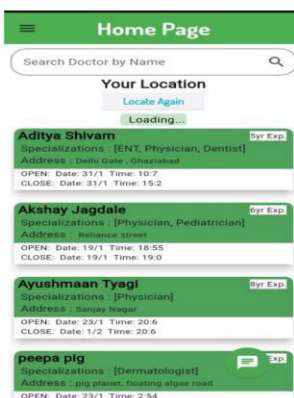 Home Page
Search Doctor by Name
Your Location
Locate Again
Loading...
Aditya Shivam 5yr Exp.
Specializations : [ENT, Physician, Dentist]
Address : Delhi Gate , Ghaziabad
OPEN: Date: 31/1 Time: 10:7
CLOSE: Date: 31/1 Time: 15:2
Akshay Jagdale 6yr Exp.
Specializations : [Physician, Pediatrician]
Address : Reliance street
OPEN: Date: 19/1 Time: 18:55
CLOSE: Date: 19/1 Time: 19:0
Ayushmaan Tyagi 8yr Exp.
Specializations : [Physician]
Address : Sanjay Nagar
OPEN: Date: 23/1 Time: 20:6
CLOSE: Date: 1/2 Time: 20:6
peepa pig Exp.
Specializations : [Dermatologist]
Address : pig planet, floating algae road
OPEN: Date: 23/1 Time: 2:54